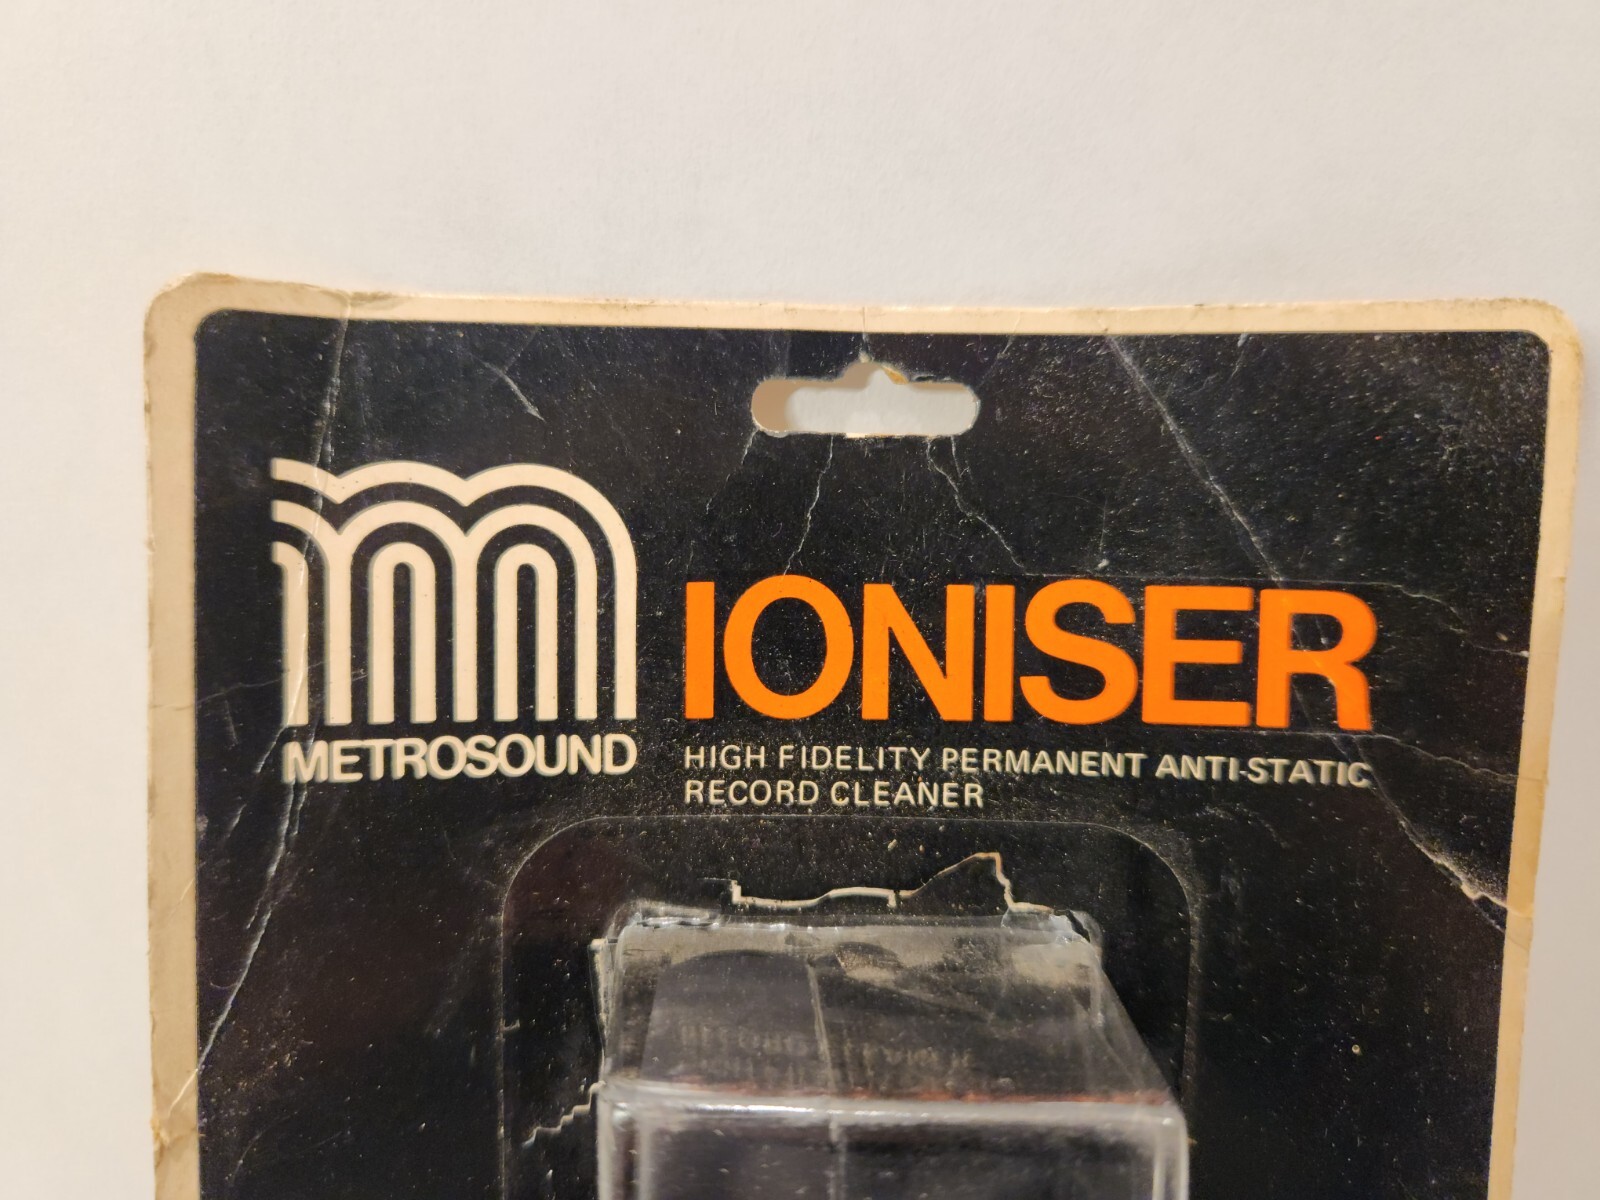 METROSOUND
IONISER
HIGH FIDELITY PERMANENT ANTI-STATIC
RECORD CLEANER